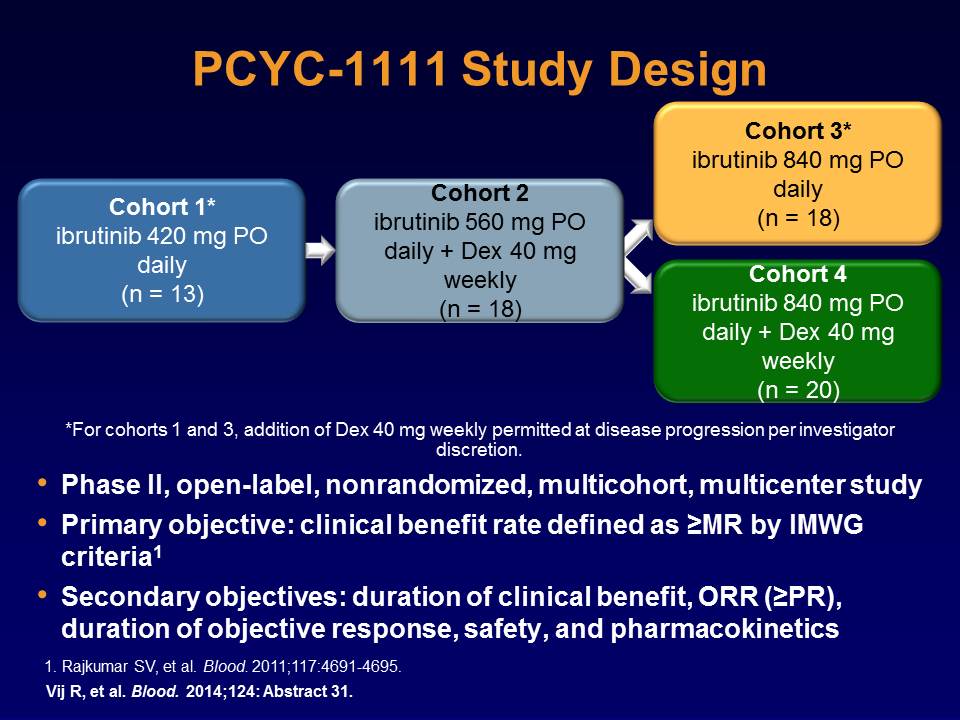 PCYC-1111 Study Design
Cohort 1*
ibrutinib 420 mg PO
daily
(n = 13)
Cohort 2
ibrutinib 560 mg PO
daily + Dex 40 mg
weekly
(n = 18)
Cohort 3*
ibrutinib 840 mg PO
daily
(n = 18)
Cohort 4
ibrutinib 840 mg PO
daily + Dex 40 mg
weekly
(n = 20)
*For cohorts 1 and 3, addition of Dex 40 mg weekly permitted at disease progression per investigator
discretion.
• Phase II, open-label, nonrandomized, multicohort, multicenter study
• Primary objective: clinical benefit rate defined as ≥MR by IMWG
criteria¹
• Secondary objectives: duration of clinical benefit, ORR (≥PR),
duration of objective response, safety, and pharmacokinetics
1. Rajkumar SV, et al. Blood. 2011;117:4691-4695.
Vij R, et al. Blood. 2014;124: Abstract 31.